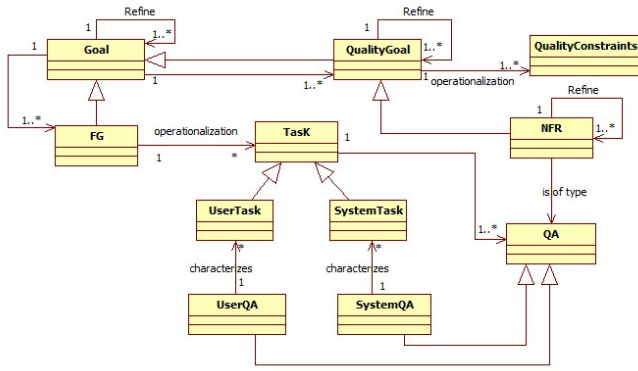 Refine
1
1..*
Goal
1
1
1..*
Refine
1
1..*
QualityGoal
1
operationalization
1..*
QualityConstraints
1..*
FG
operationalization
1
*
TasK
1
1..*
Refine
1
1..*
NFR
is of type
QA
UserTask
SystemTask
*
characterizes
1
*
characterizes
1
UserQA
SystemQA